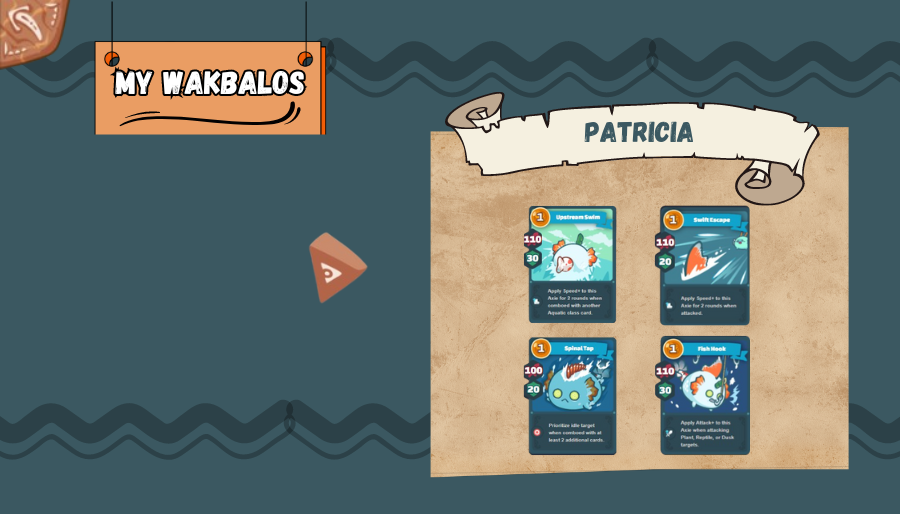 MY WAKBALOS
PATRICIA
1
Upstream Swim
110
30
Apply Speed+ to this
Axie for 2 rounds when
combined with another
Aquatic class card.
1
Swift Escape
110
20
Apply Speed+ to this
Axie for 2 rounds when
attacked.
1
Spinal Tap
100
20
Prioritize idle target
when combined with at
least 2 additional cards.
1
Fish Hook
110
30
Apply Attack+ to this
Axie when attacking
Plant, Reptile, or Dusk
targets.